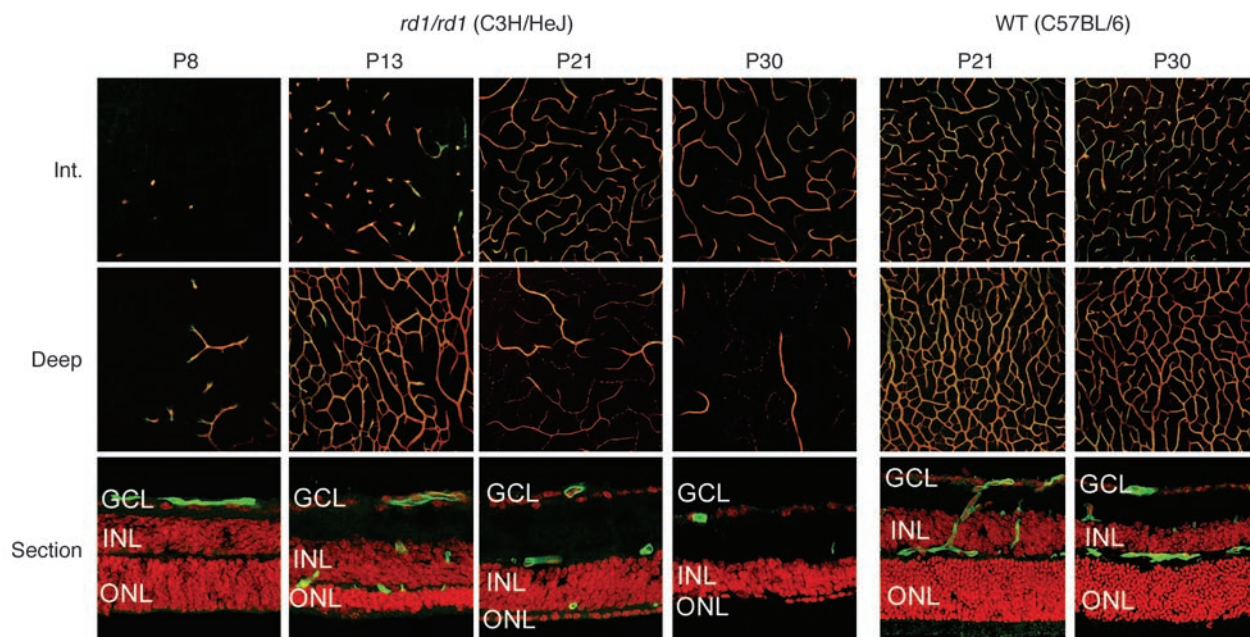 rd1/rd1 (C3H/HeJ) WT (C57BL/6)
P8 P13 P21 P30 P21 P30
Int.
Deep
Section
GCL GCL GCL GCL GCL GCL
INL INL INL INL INL INL
ONL ONL ONL ONL ONL ONL